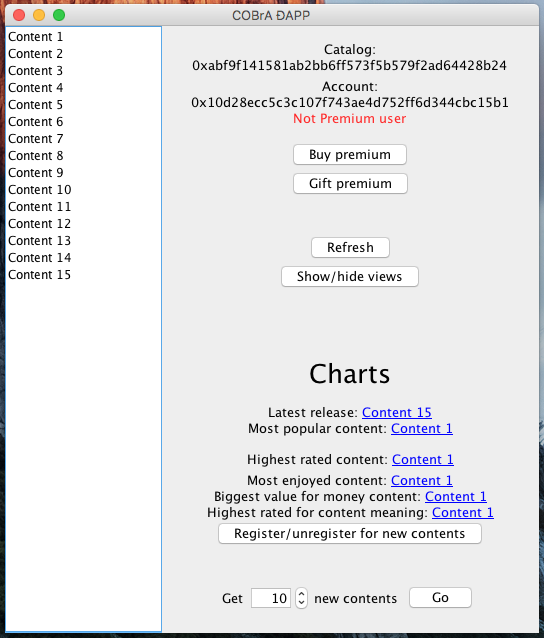 COBrA ĐAPP
Content 1
Content 2
Content 3
Content 4
Content 5
Content 6
Content 7
Content 8
Content 9
Content 10
Content 11
Content 12
Content 13
Content 14
Content 15
Catalog:
0xabf9f141581ab2bb6ff573f5b579f2ad64428b24
Account:
0x10d28ecc5c3c107f743ae4d752ff6d344cbc15b1
Not Premium user
Buy premium
Gift premium
Refresh
Show/hide views
Charts
Latest release: Content 15
Most popular content: Content 1
Highest rated content: Content 1
Most enjoyed content: Content 1
Biggest value for money content: Content 1
Highest rated for content meaning: Content 1
Register/unregister for new contents
Get 10 new contents Go